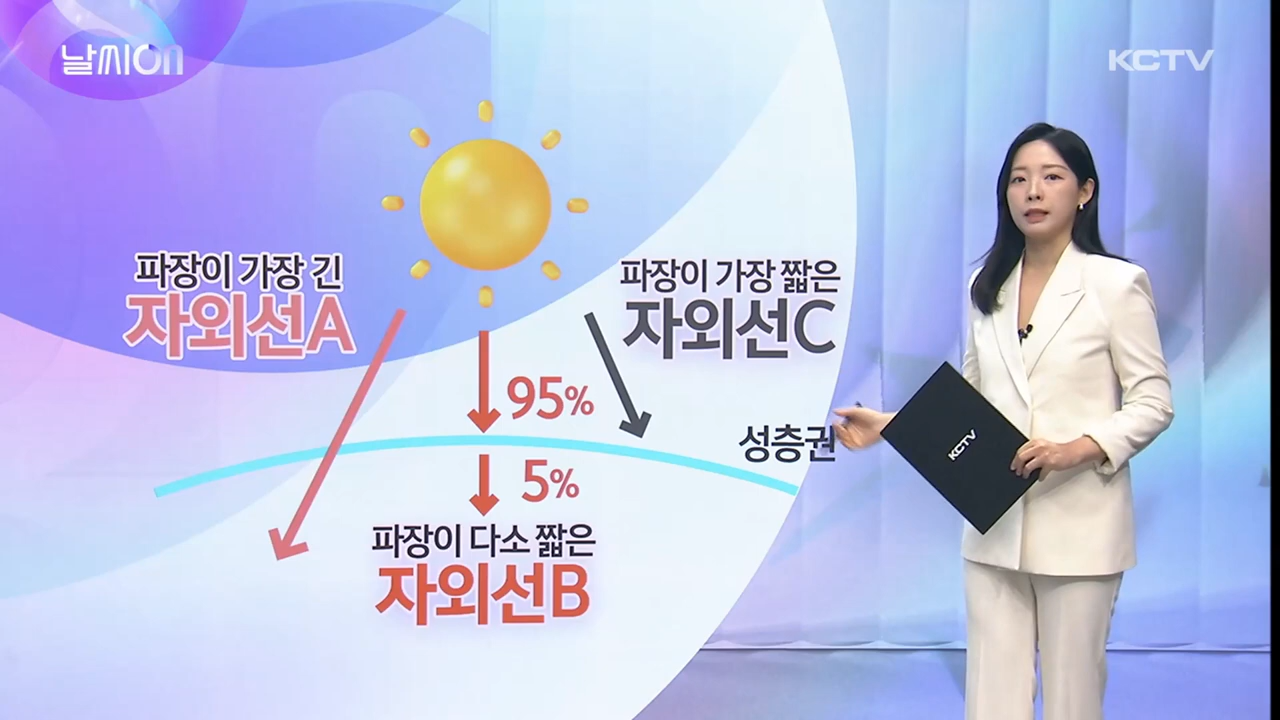 날씨On
KCTV
파장이 가장 긴
자외선A
파장이 가장 짧은
자외선C
95%
성층권
5%
파장이 다소 짧은
자외선B
KCTV